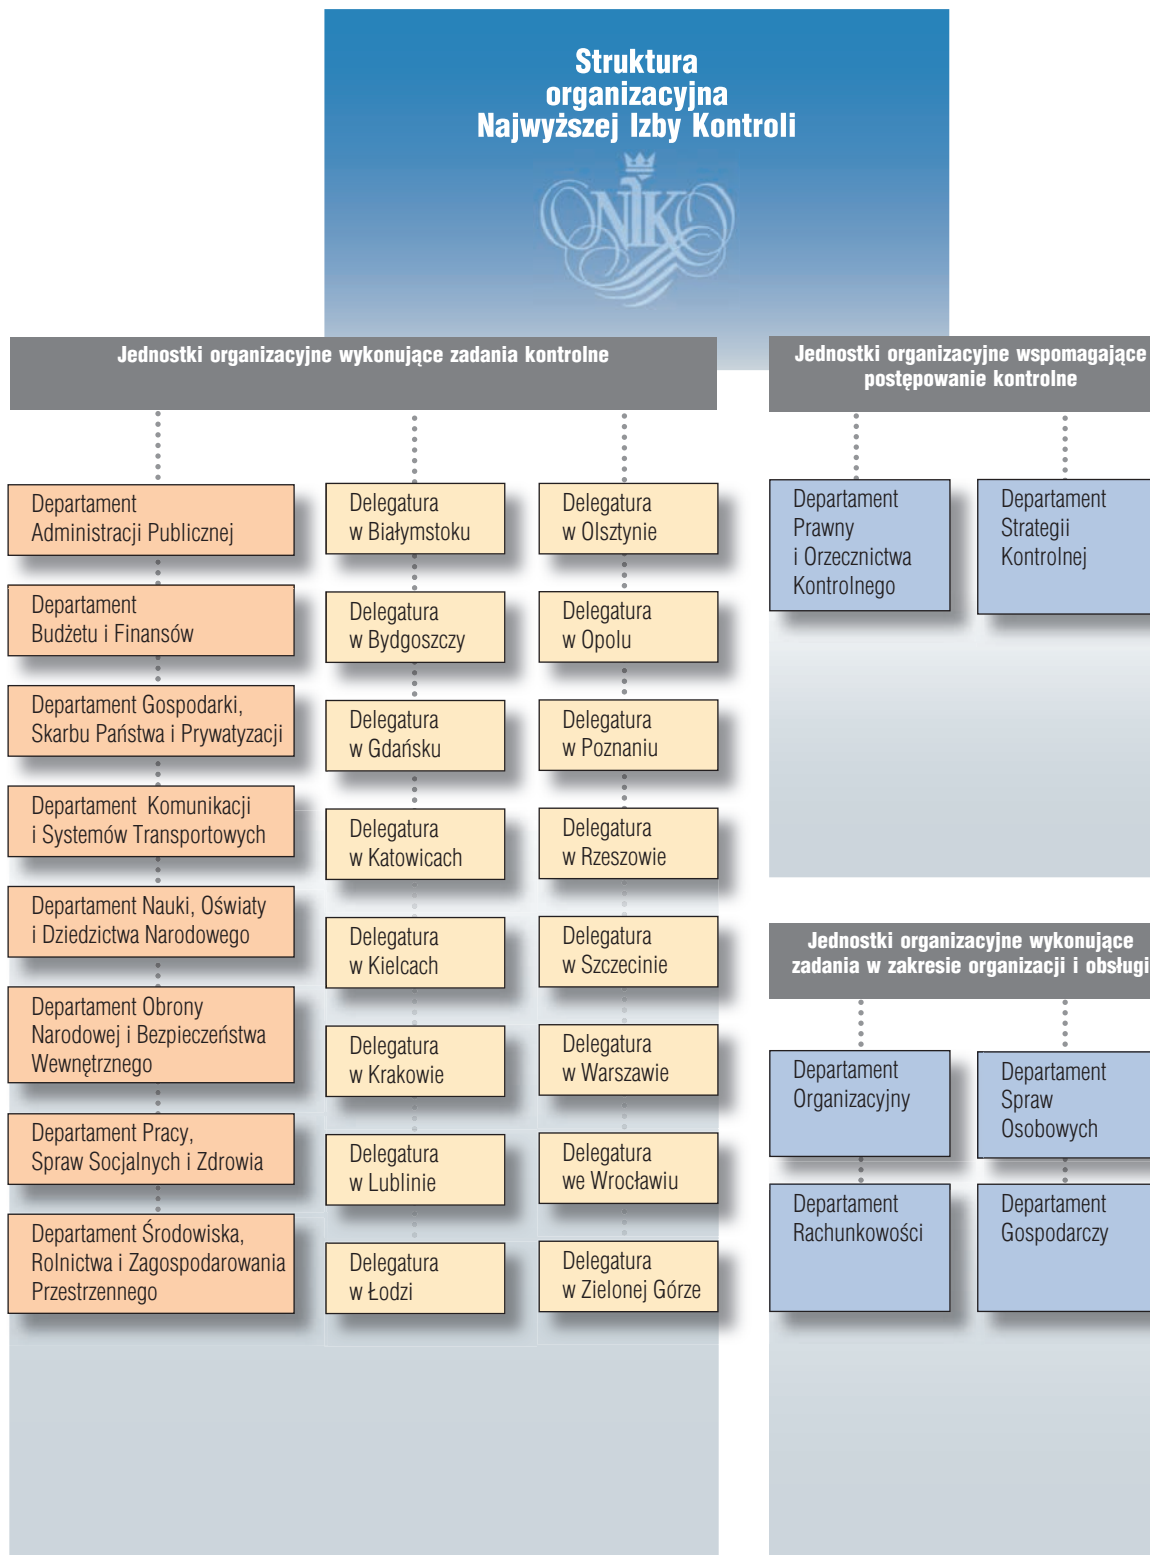 Struktura
organizacyjna
Najwyższej Izby Kontroli
NIK
Jednostki organizacyjne wykonujące zadania kontrolne
Departament
Administracji Publicznej
Departament
Budżetu i Finansów
Departament Gospodarki,
Skarbu Państwa i Prywatyzacji
Departament Komunikacji
i Systemów Transportowych
Departament Nauki, Oświaty
i Dziedzictwa Narodowego
Departament Obrony
Narodowej i Bezpieczeństwa
Wewnętrznego
Departament Pracy,
Spraw Socjalnych i Zdrowia
Departament Środowiska,
Rolnictwa i Zagospodarowania
Przestrzennego
Delegatura
w Białymstoku
Delegatura
w Bydgoszczy
Delegatura
w Gdańsku
Delegatura
w Katowicach
Delegatura
w Kielcach
Delegatura
w Krakowie
Delegatura
w Lublinie
Delegatura
w Łodzi
Delegatura
w Olsztynie
Delegatura
w Opolu
Delegatura
w Poznaniu
Delegatura
w Rzeszowie
Delegatura
w Szczecinie
Delegatura
w Warszawie
Delegatura
we Wrocławiu
Delegatura
w Zielonej Górze
Jednostki organizacyjne wspomagające
postępowanie kontrolne
Departament
Prawny
i Orzecznictwa
Kontrolnego
Departament
Strategii
Kontrolnej
Jednostki organizacyjne wykonujące
zadania w zakresie organizacji i obsługi
Departament
Organizacyjny
Departament
Spraw
Osobowych
Departament
Rachunkowości
Departament
Gospodarczy